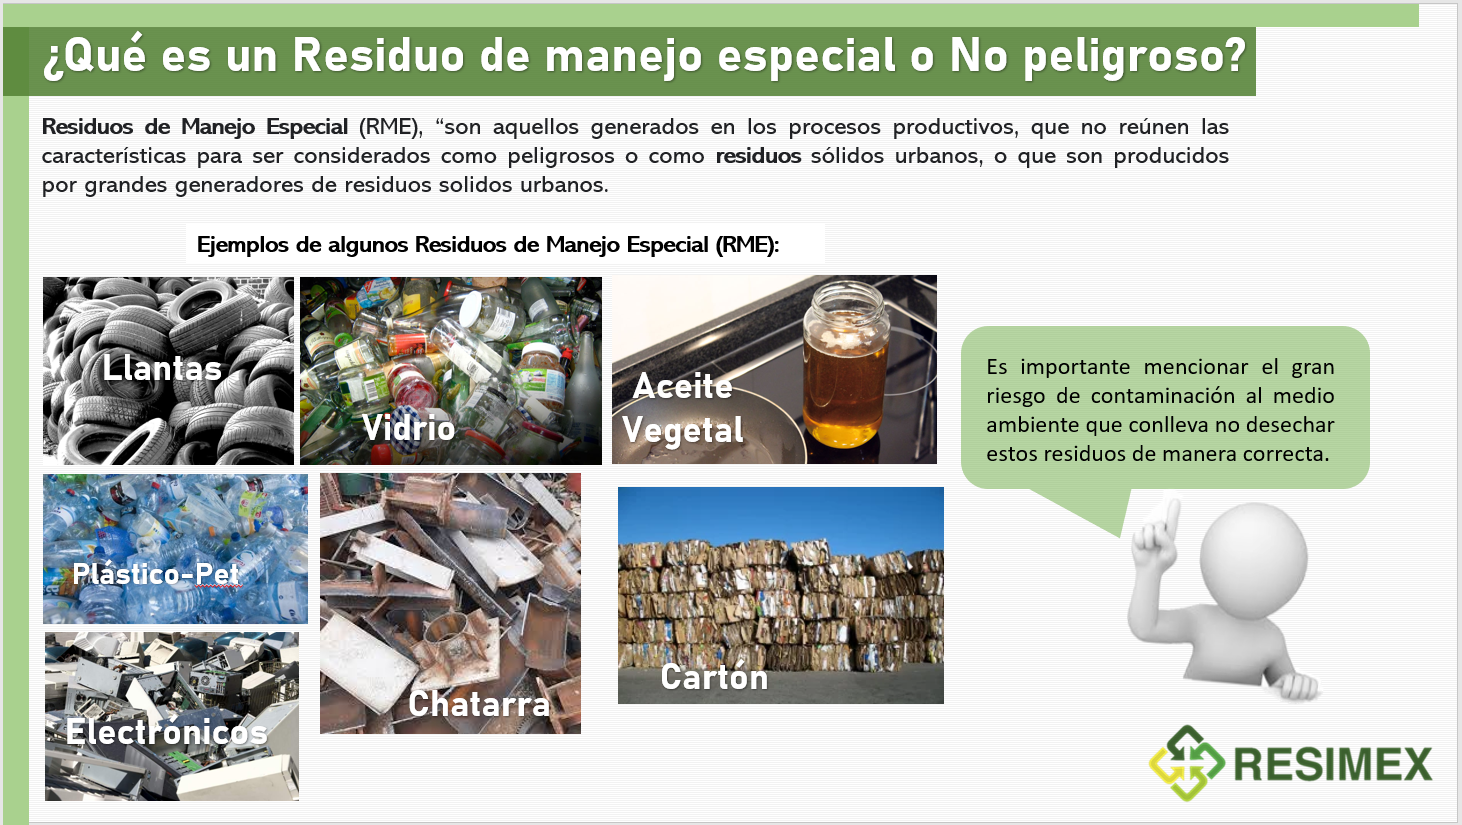 ¿Qué es un Residuo de manejo especial o No peligroso?
Residuos de Manejo Especial (RME), “son aquellos generados en los procesos productivos, que no reúnen las
características para ser considerados como peligrosos o como residuos sólidos urbanos, o que son producidos
por grandes generadores de residuos solidos urbanos.
Ejemplos de algunos Residuos de Manejo Especial (RME):
Llantas
Vidrio
Aceite
Vegetal
Es importante mencionar el gran
riesgo de contaminación al medio
ambiente que conlleva no desechar
estos residuos de manera correcta.
Plástico-Pet
Chatarra
Cartón
Electrónicos
RESIMEX